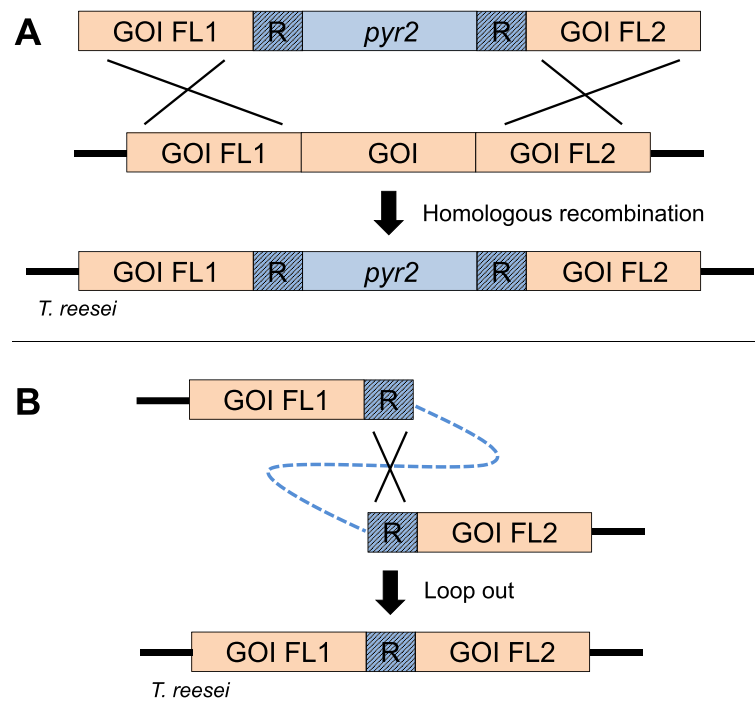 A
GOI FL1 R pyr2 R GOI FL2
GOI FL1 GOI GOI FL2
Homologous recombination
GOI FL1 R pyr2 R GOI FL2
T. reesei
B
GOI FL1 R
R GOI FL2
Loop out
GOI FL1 R GOI FL2
T. reesei